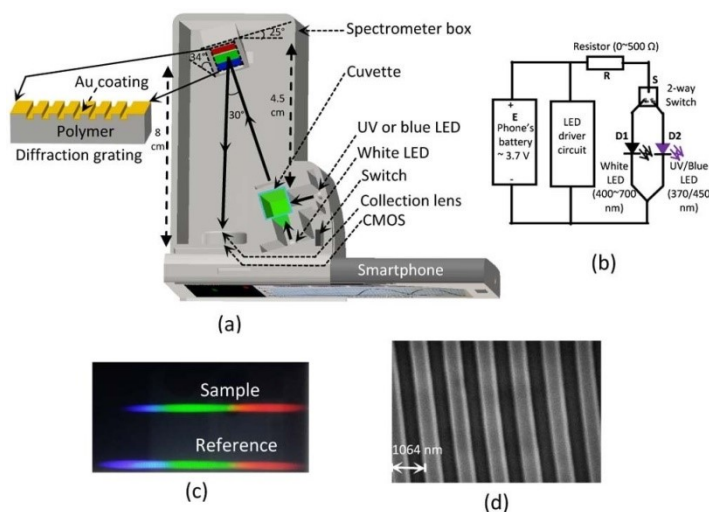 25°
Spectrometer box
34°
Cuvette
Au coating
Polymer
Diffraction grating
8
cm
30°
4.5
cm
UV or blue LED
White LED
Switch
Collection lens
CMOS
Smartphone
(a)
Resistor (0~500 Ω)
R
S
2-way
Switch
+
E
Phone's
battery
~ 3.7 V
-
LED
driver
circuit
D1
D2
White
LED
(400~700
nm)
UV/Blue
LED
(370/450
nm)
(b)
Sample
Reference
(c)
1064 nm
(d)